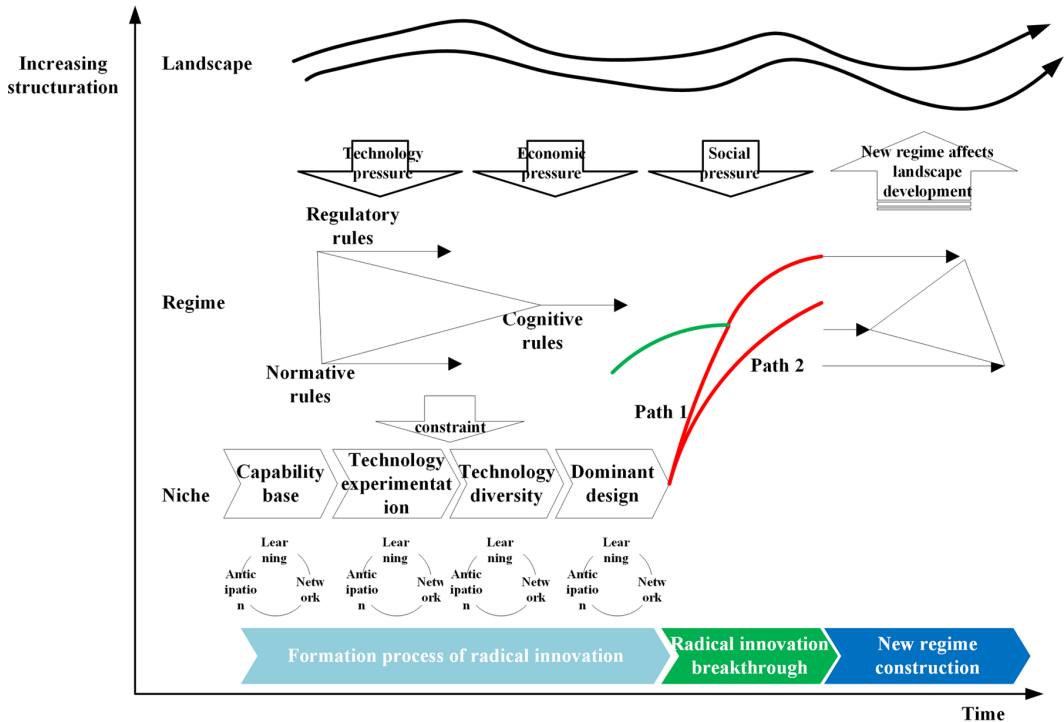 Increasing
structuration
Landscape
Technology
pressure
Economic
pressure
Social
pressure
New regime affects
landscape
development
Regulatory
rules
Regime
Cognitive
rules
Normative
rules
Path 1
Path 2
constraint
Niche
Capability
base
Technology
experimentat
ion
Technology
diversity
Dominant
design
Lear
ning
Antic
ipatio
n
Netw
ork
Lear
ning
Antic
ipatio
n
Netw
ork
Lear
ning
Antic
ipatio
n
Netw
ork
Lear
ning
Antic
ipatio
n
Netw
ork
Formation process of radical innovation
Radical innovation
breakthrough
New regime
construction
Time